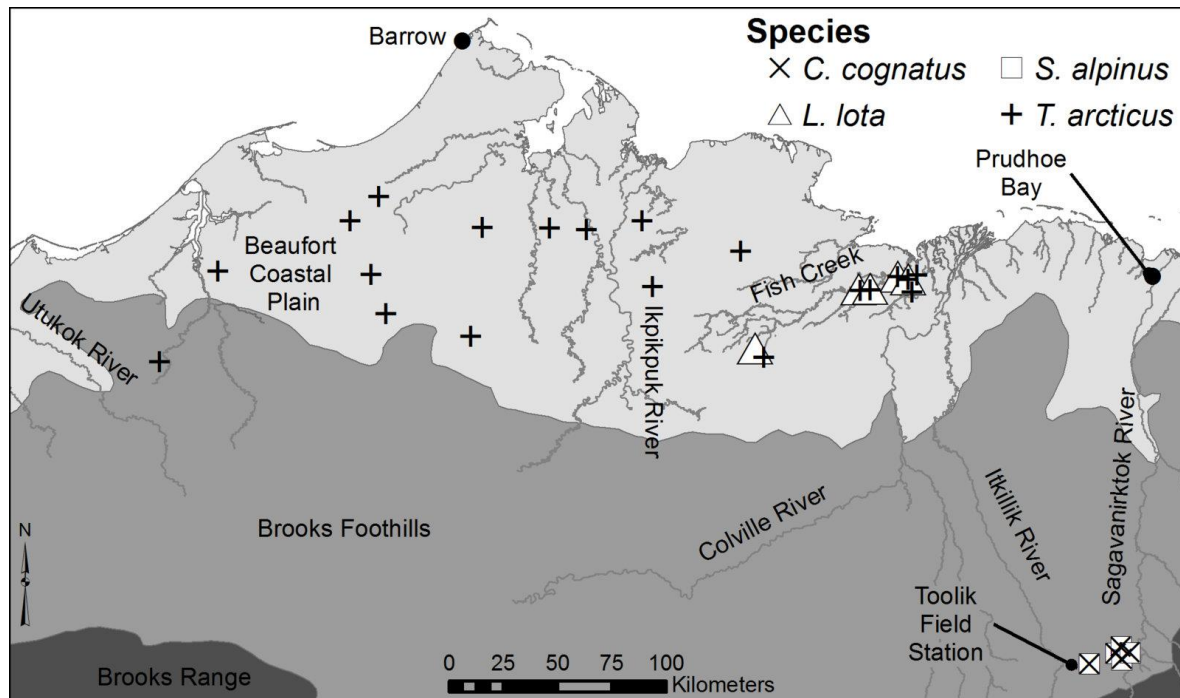 Barrow
Species
C. cognatus
S. alpinus
L. lota
T. arcticus
Prudhoe
Bay
Beaufort
Coastal
Plain
Fish Creek
Utukok River
Ikpikpuk River
Sagavanirktok River
Itkillik River
Colville River
Brooks Foothills
N
Toolik
Field
Station
Brooks Range
0 25 50 75 100
Kilometers